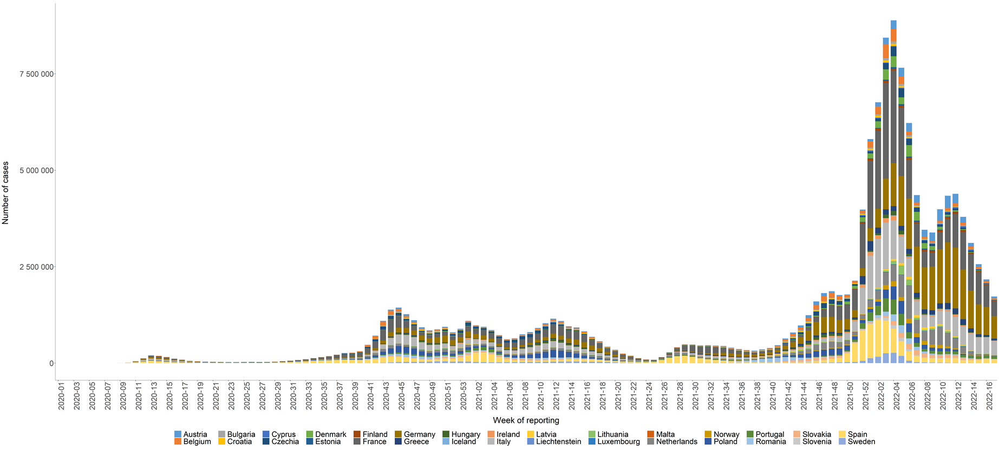 7 500 000
5 000 000
2 500 000
0
Number of cases
2020-01 2020-03 2020-05 2020-07 2020-09 2020-11 2020-13 2020-15 2020-17 2020-19 2020-21 2020-23 2020-25 2020-27 2020-29 2020-31 2020-33 2020-35 2020-37 2020-39 2020-41 2020-43 2020-45 2020-47 2020-49 2020-51 2020-53 2021-02 2021-04 2021-06 2021-08 2021-10 2021-12 2021-14 2021-16 2021-18 2021-20 2021-22 2021-24 2021-26 2021-28 2021-30 2021-32 2021-34 2021-36 2021-38 2021-40 2021-42 2021-44 2021-46 2021-48 2021-50 2021-52 2022-02 2022-04 2022-06 2022-08 2022-10 2022-12 2022-14 2022-16
Week of reporting
Austria Bulgaria Cyprus Denmark Finland Germany Hungary Ireland Latvia Lithuania Malta Norway Portugal Slovakia Spain
Belgium Croatia Czechia Estonia France Greece Iceland Italy Liechtenstein Luxembourg Netherlands Poland Romania Slovenia Sweden